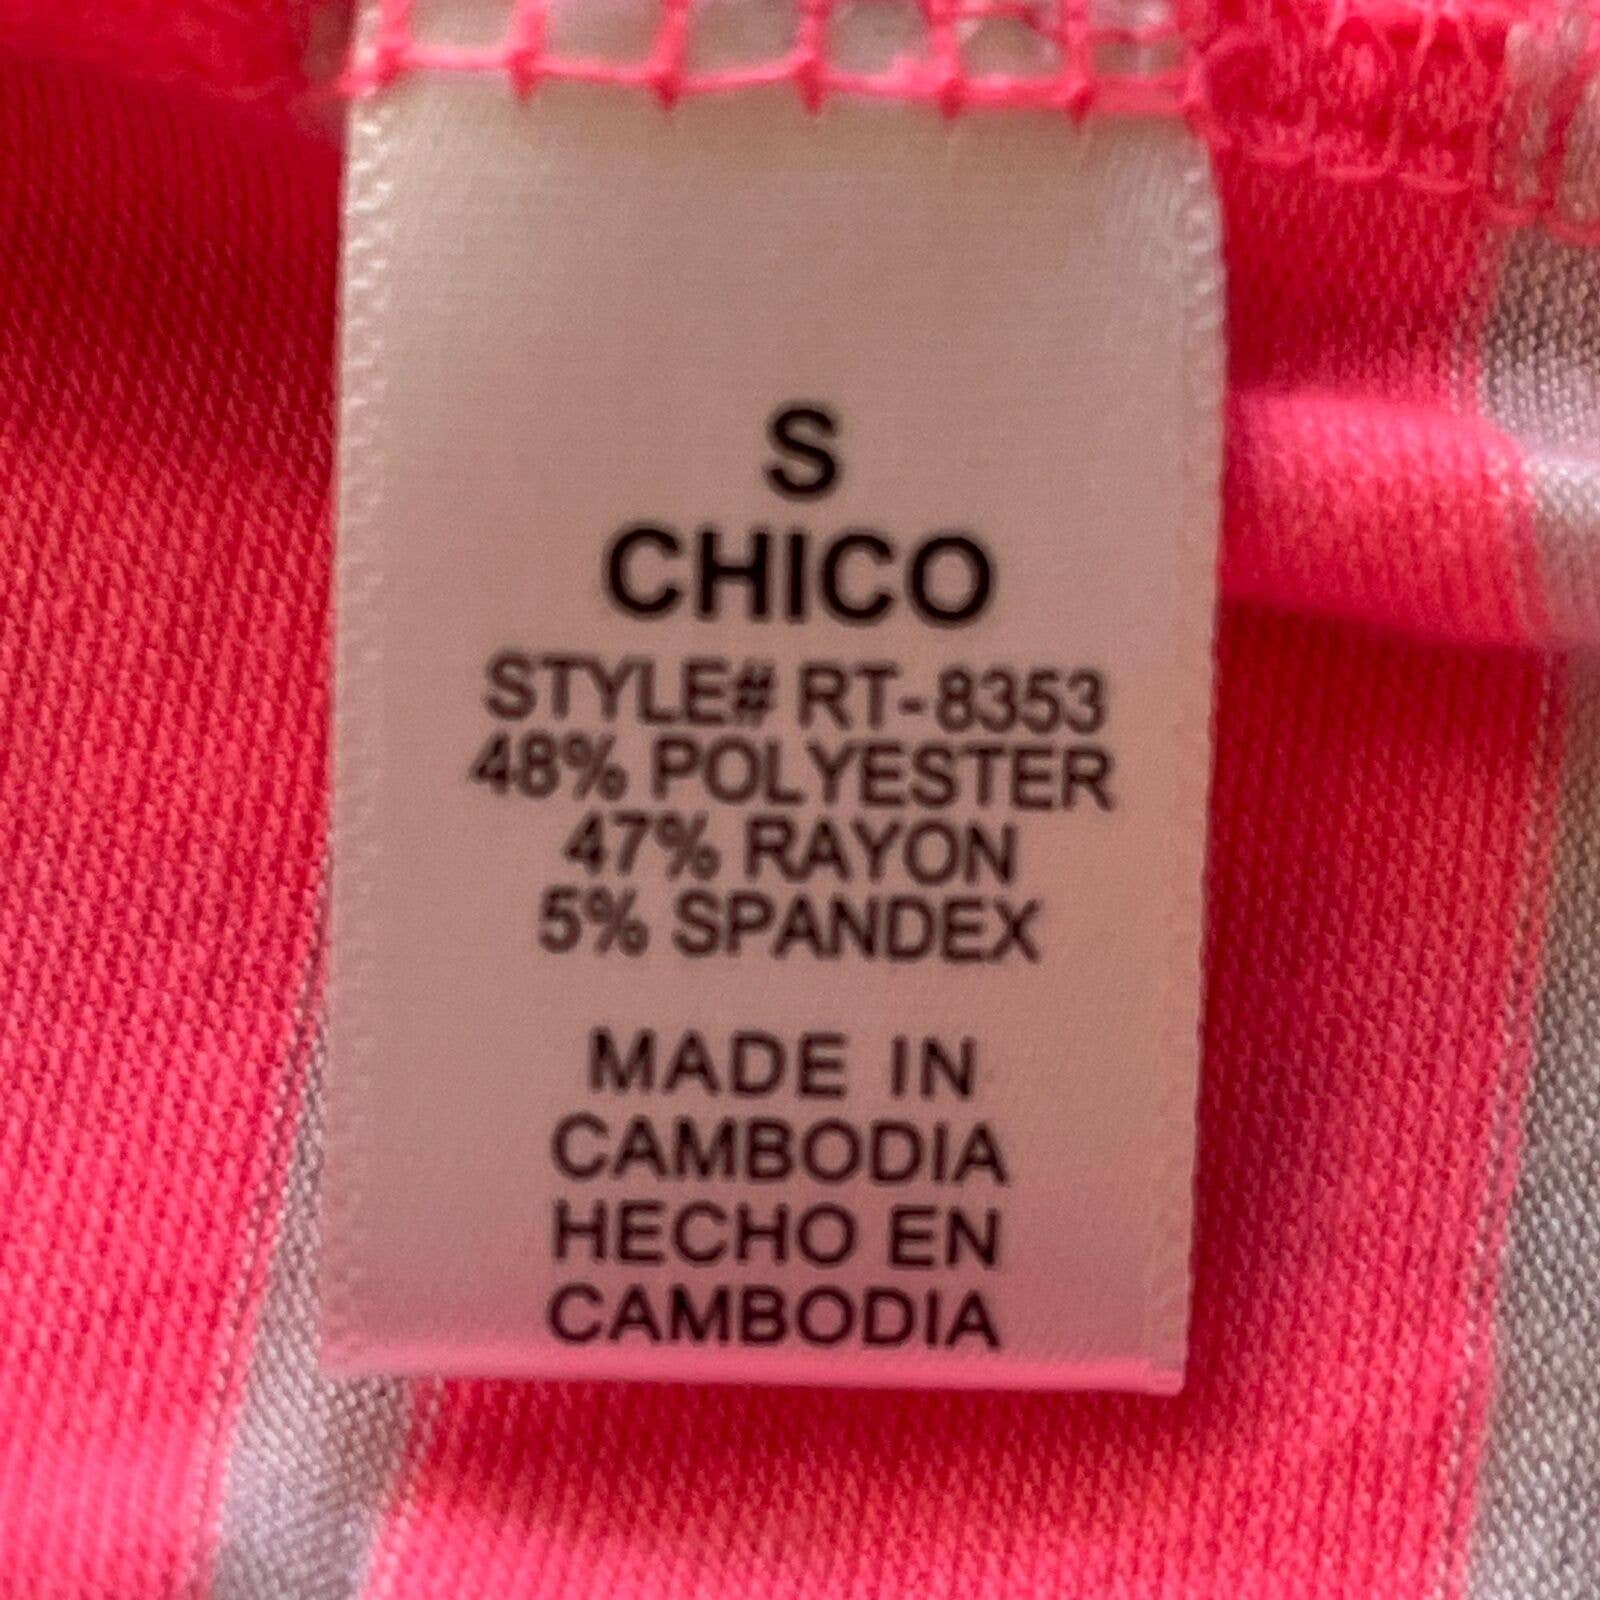 S
CHICO
STYLE# RT-8353
48% POLYESTER
47% RAYON
5% SPANDEX
MADE IN
CAMBODIA
HECHO EN
CAMBODIA